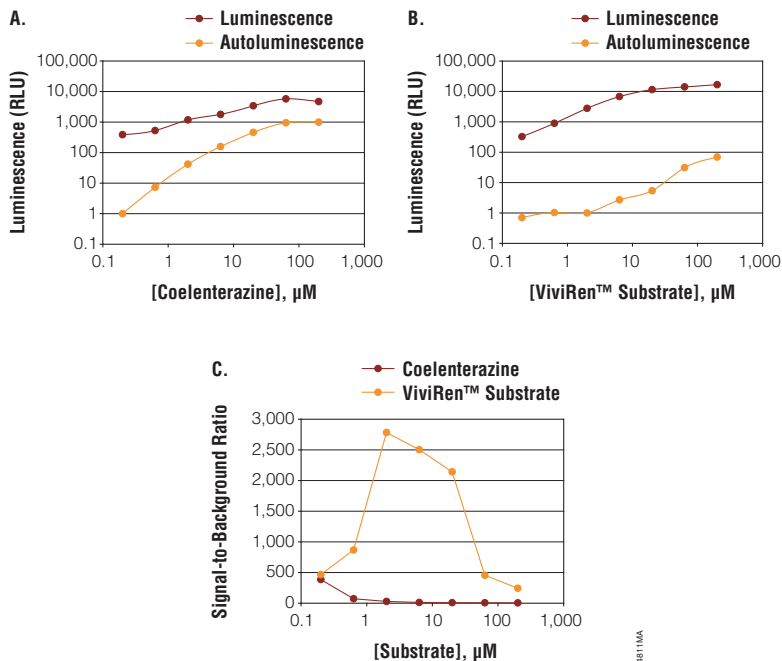 A.
Luminescence
Autoluminescence
Luminescence (RLU)
100,000
10,000
1,000
100
10
1
0.1
0.1
1
10
100
1,000
[Coelenterazine], µM
B.
Luminescence
Autoluminescence
Luminescence (RLU)
100,000
10,000
1,000
100
10
1
0.1
0.1
1
10
100
1,000
[ViviRen™ Substrate], µM
C.
Coelenterazine
ViviRen™ Substrate
Signal-to-Background Ratio
3,000
2,500
2,000
1,500
1,000
500
0
0.1
1
10
100
1,000
[Substrate], µM
4811MA